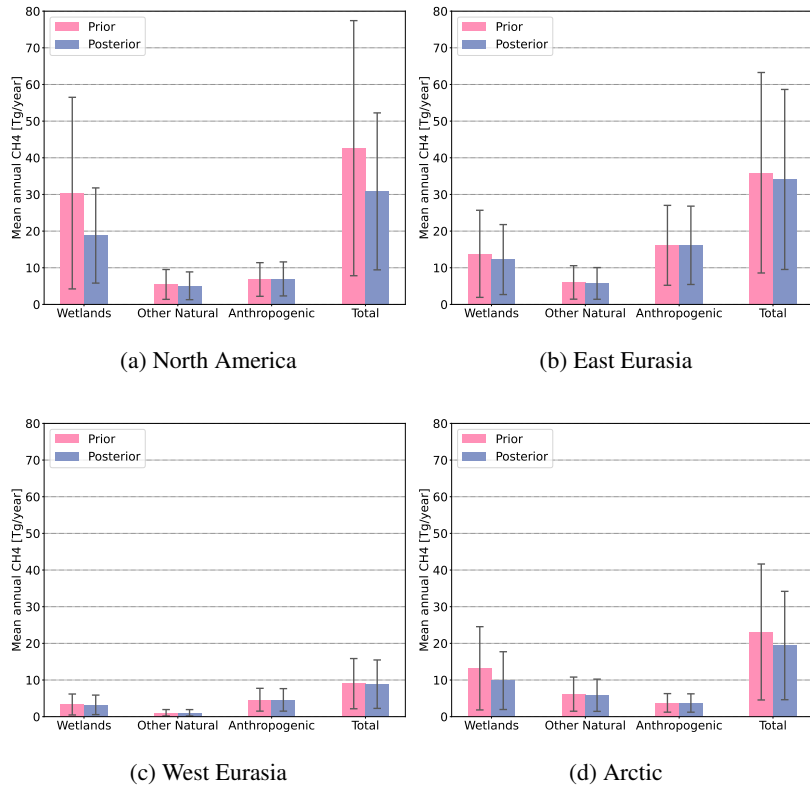 80
70
60
50
40
30
20
10
0
Mean annual CH4 [Tg/year]
Prior
Posterior
Wetlands Other Natural Anthropogenic Total
(a) North America
80
70
60
50
40
30
20
10
0
Mean annual CH4 [Tg/year]
Prior
Posterior
Wetlands Other Natural Anthropogenic Total
(b) East Eurasia
80
70
60
50
40
30
20
10
0
Mean annual CH4 [Tg/year]
Prior
Posterior
Wetlands Other Natural Anthropogenic Total
(c) West Eurasia
80
70
60
50
40
30
20
10
0
Mean annual CH4 [Tg/year]
Prior
Posterior
Wetlands Other Natural Anthropogenic Total
(d) Arctic